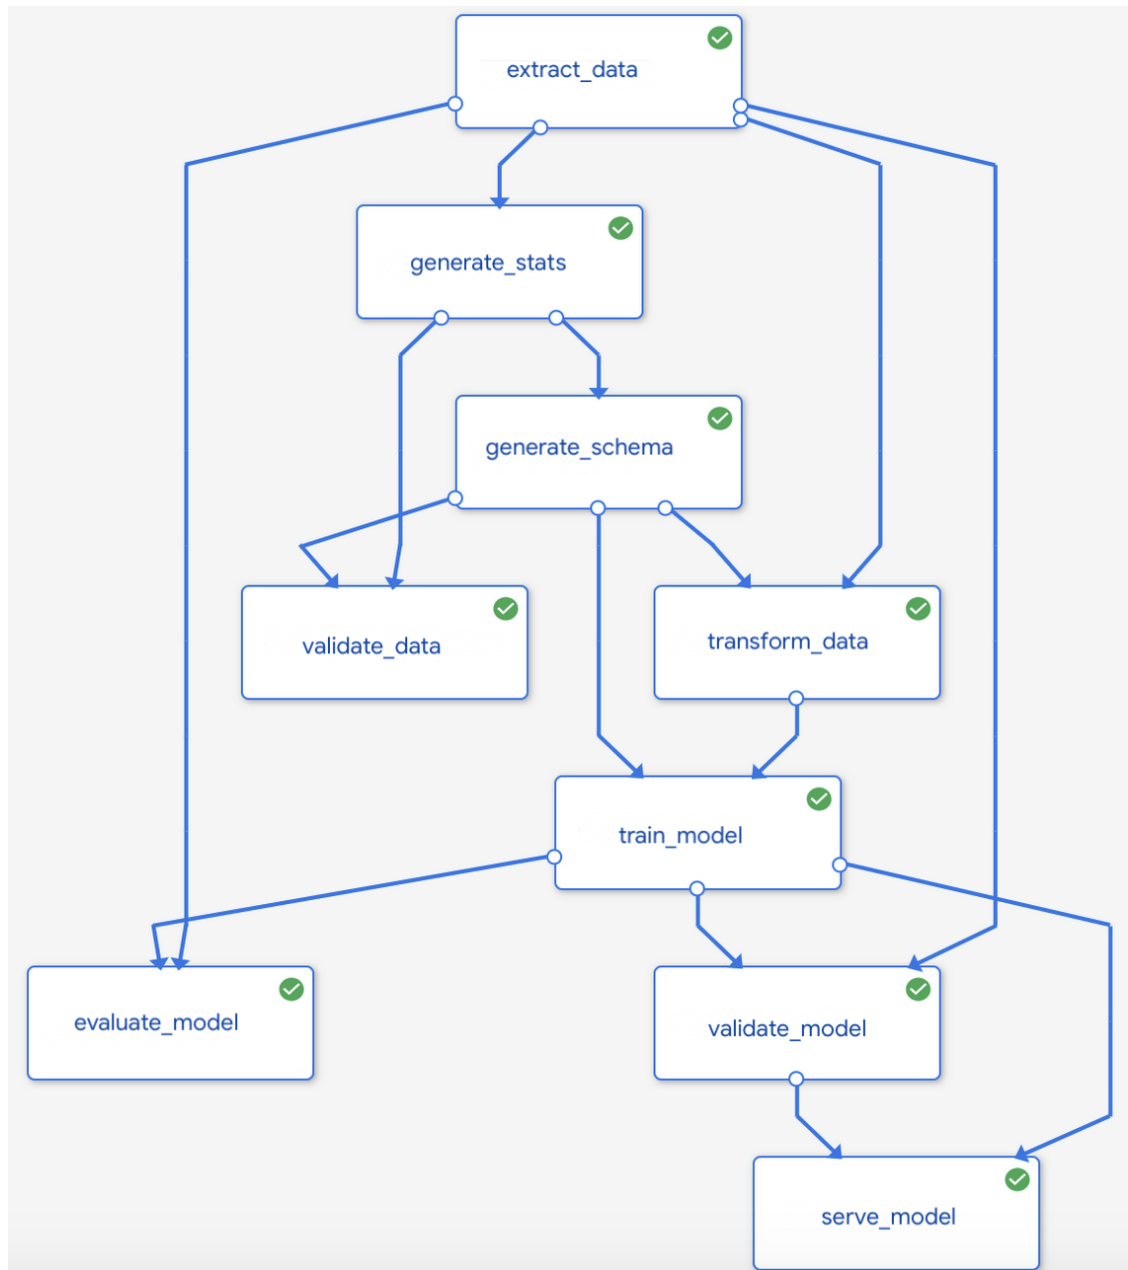 extract_data
generate_stats
generate_schema
validate_data
transform_data
train_model
evaluate_model
validate_model
serve_model